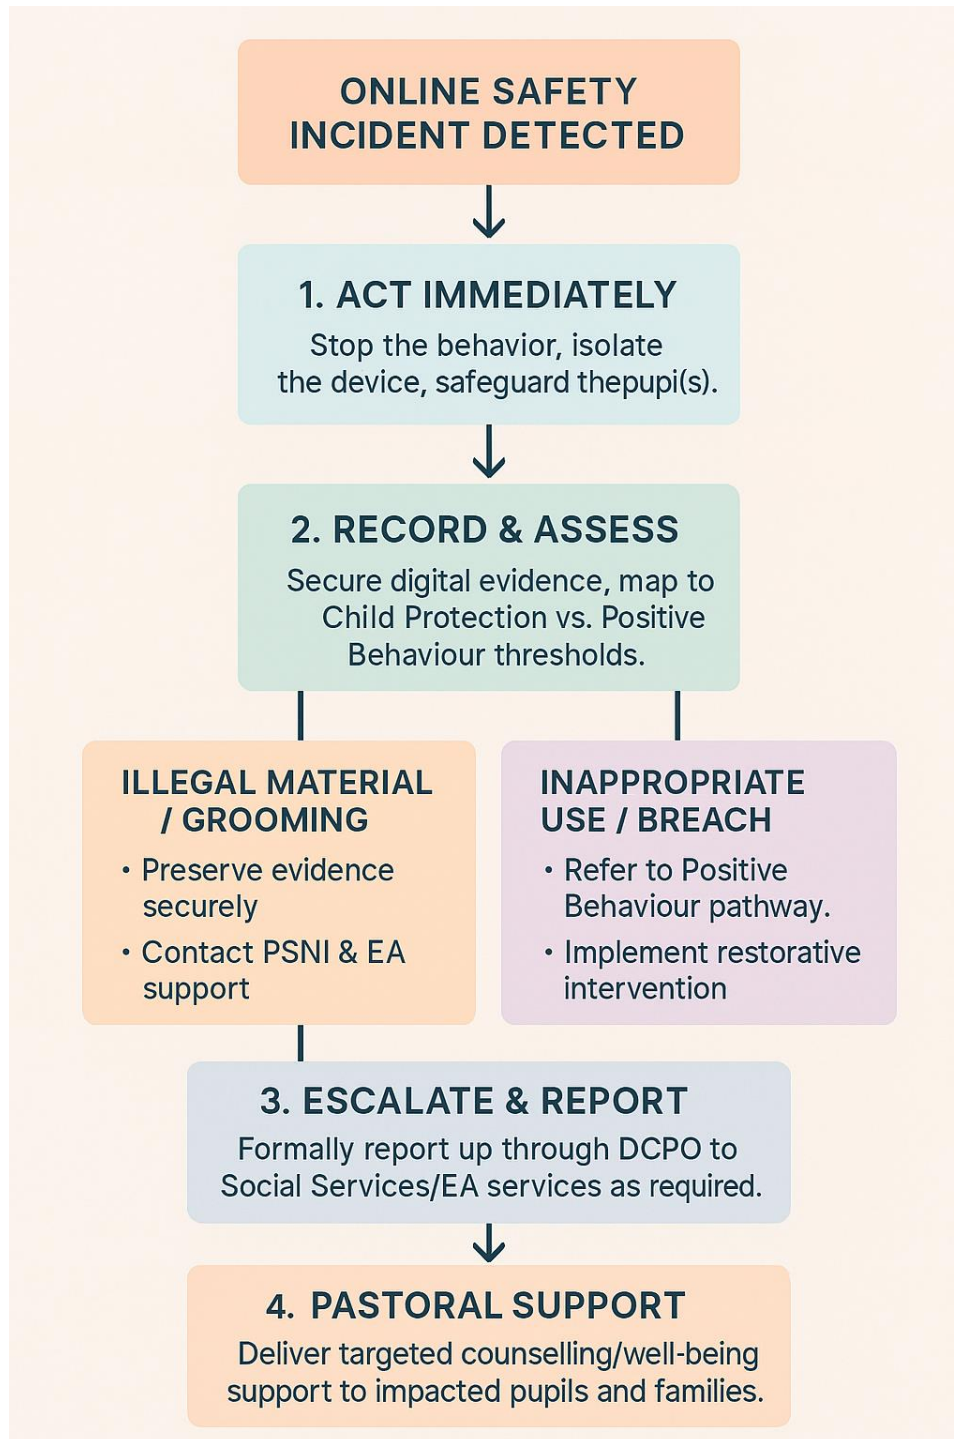 ONLINE SAFETY
INCIDENT DETECTED
1. ACT IMMEDIATELY
Stop the behavior, isolate
the device, safeguard thepupi(s).
2. RECORD & ASSESS
Secure digital evidence, map to
Child Protection vs. Positive
Behaviour thresholds.
ILLEGAL MATERIAL
/ GROOMING
• Preserve evidence
securely
• Contact PSNI & EA
support
INAPPROPRIATE
USE / BREACH
• Refer to Positive
Behaviour pathway.
• Implement restorative
intervention
3. ESCALATE & REPORT
Formally report up through DCPO to
Social Services/EA services as required.
4. PASTORAL SUPPORT
Deliver targeted counselling/well-being
support to impacted pupils and families.